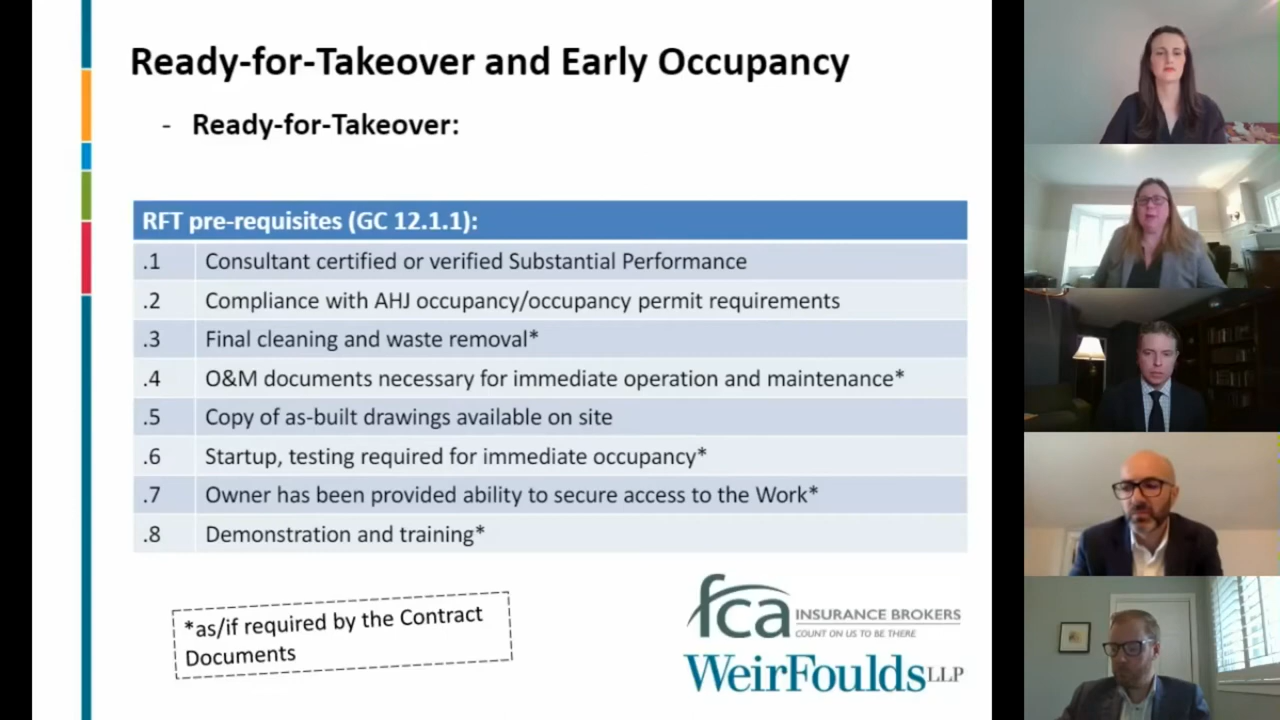 Ready-for-Takeover and Early Occupancy
- Ready-for-Takeover:
RFT pre-requisites (GC 12.1.1):
.1 Consultant certified or verified Substantial Performance
.2 Compliance with AHJ occupancy/occupancy permit requirements
.3 Final cleaning and waste removal*
.4 O&M documents necessary for immediate operation and maintenance*
.5 Copy of as-built drawings available on site
.6 Startup, testing required for immediate occupancy*
.7 Owner has been provided ability to secure access to the Work*
.8 Demonstration and training*
*as/if required by the Contract
Documents
fca INSURANCE BROKERS
COUNT ON US TO BE THERE
WeirFoulds LLP